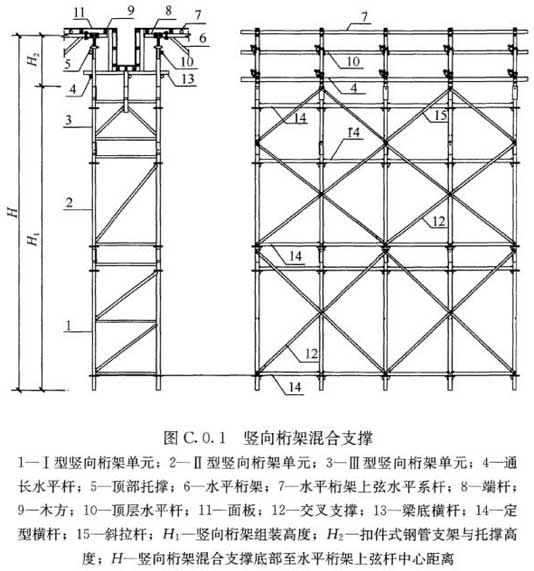 11 9 8 7
6
5
10
4
13
3
2
1
H₂
H₁
H
7
10
4
14
15
14
12
14
12
14
图 C.0.1 竖向桁架混合支撑
1—Ⅰ型竖向桁架单元；2—Ⅱ型竖向桁架单元；3—Ⅲ型竖向桁架单元；4—通
长水平杆；5—顶部托撑；6—水平桁架；7—水平桁架上弦水平系杆；8—端杆；
9—木方；10—顶层水平杆；11—面板；12—交叉支撑；13—梁底横杆；14—定
型横杆；15—斜拉杆；H₁—竖向桁架组装高度；H₂—扣件式钢管支架与托撑高
度；H—竖向桁架混合支撑底部至水平桁架上弦杆中心距离